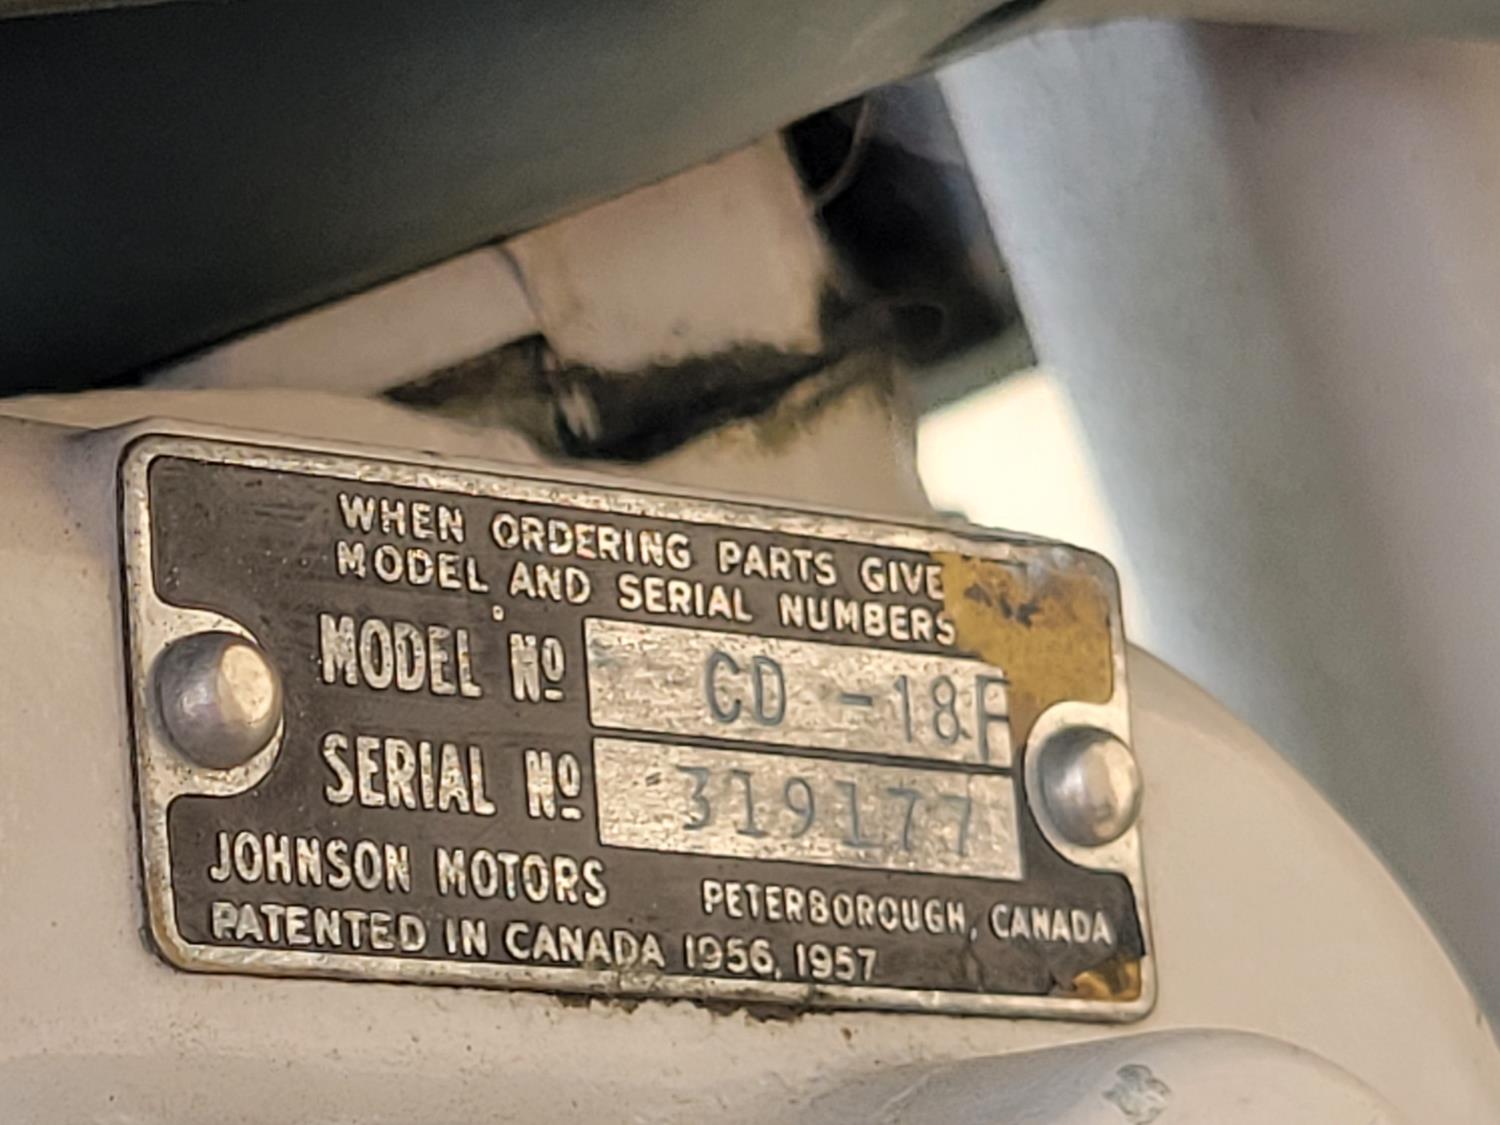 WHEN ORDERING PARTS GIVE
MODEL AND SERIAL NUMBERS
MODEL Nº CD -18F
SERIAL Nº 319177
JOHNSON MOTORS PETERBOROUGH, CANADA
PATENTED IN CANADA 1956, 1957